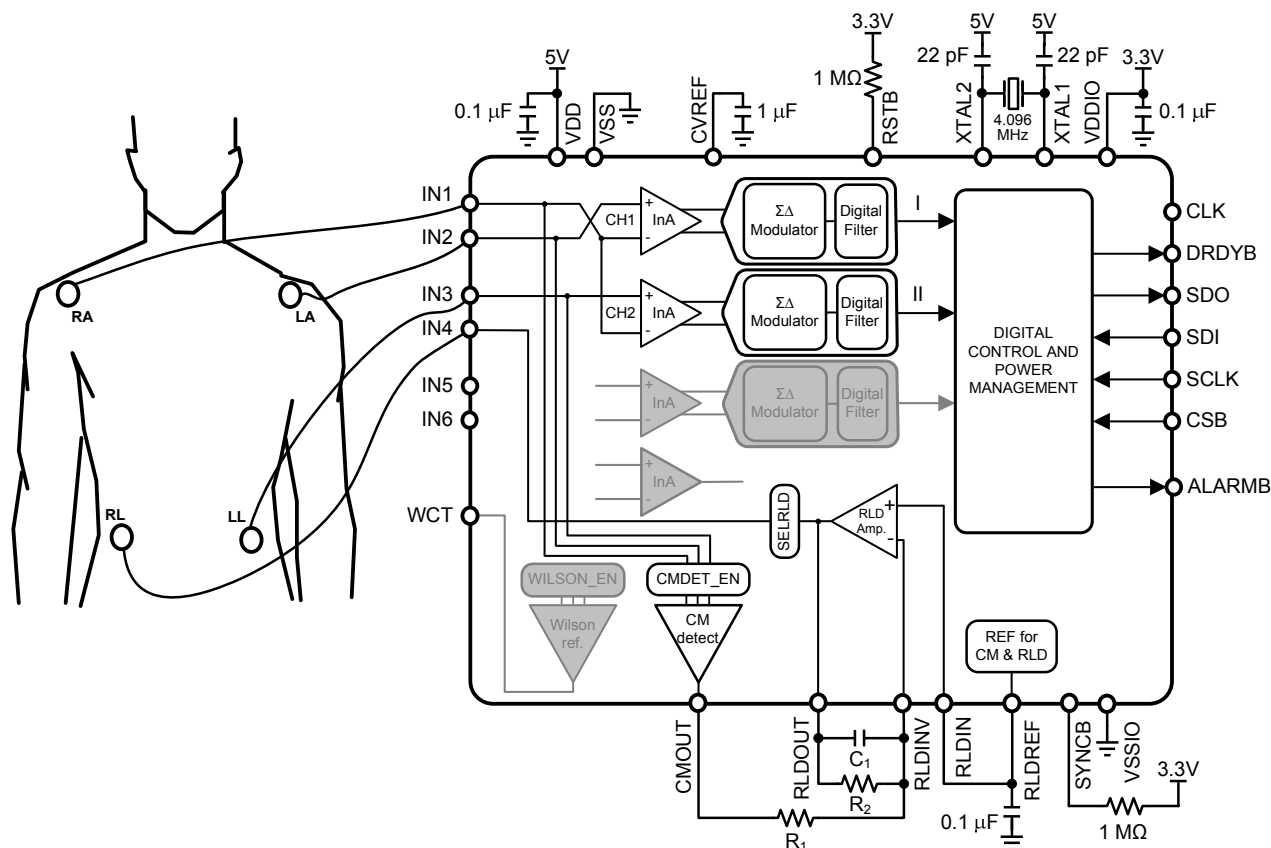 3.3V
5V
5V
22 pF
22 pF
3.3V
5V
1 MΩ
0.1 µF
1 µF
4.096
MHz
0.1 µF
VDD
VSS
CVREF
RSTB
XTAL2
XTAL1
VDDIO
IN1
IN2
IN3
IN4
IN5
IN6
WCT
RA
LA
RL
LL
CH1
+
-
InA
ΣΔ
Modulator
Digital
Filter
I
CH2
+
-
InA
ΣΔ
Modulator
Digital
Filter
II
+
-
InA
ΣΔ
Modulator
Digital
Filter
+
-
InA
DIGITAL
CONTROL AND
POWER
MANAGEMENT
CLK
DRDYB
SDO
SDI
SCLK
CSB
ALARMB
SELRLD
RLD
Amp.
+
-
WILSON_EN
Wilson
ref.
CMDET_EN
CM
detect
REF for
CM & RLD
CMOUT
RLDOUT
RLDINV
RLDIN
RLDREF
SYNCB
VSSIO
C1
R2
R1
0.1 µF
3.3V
1 MΩ